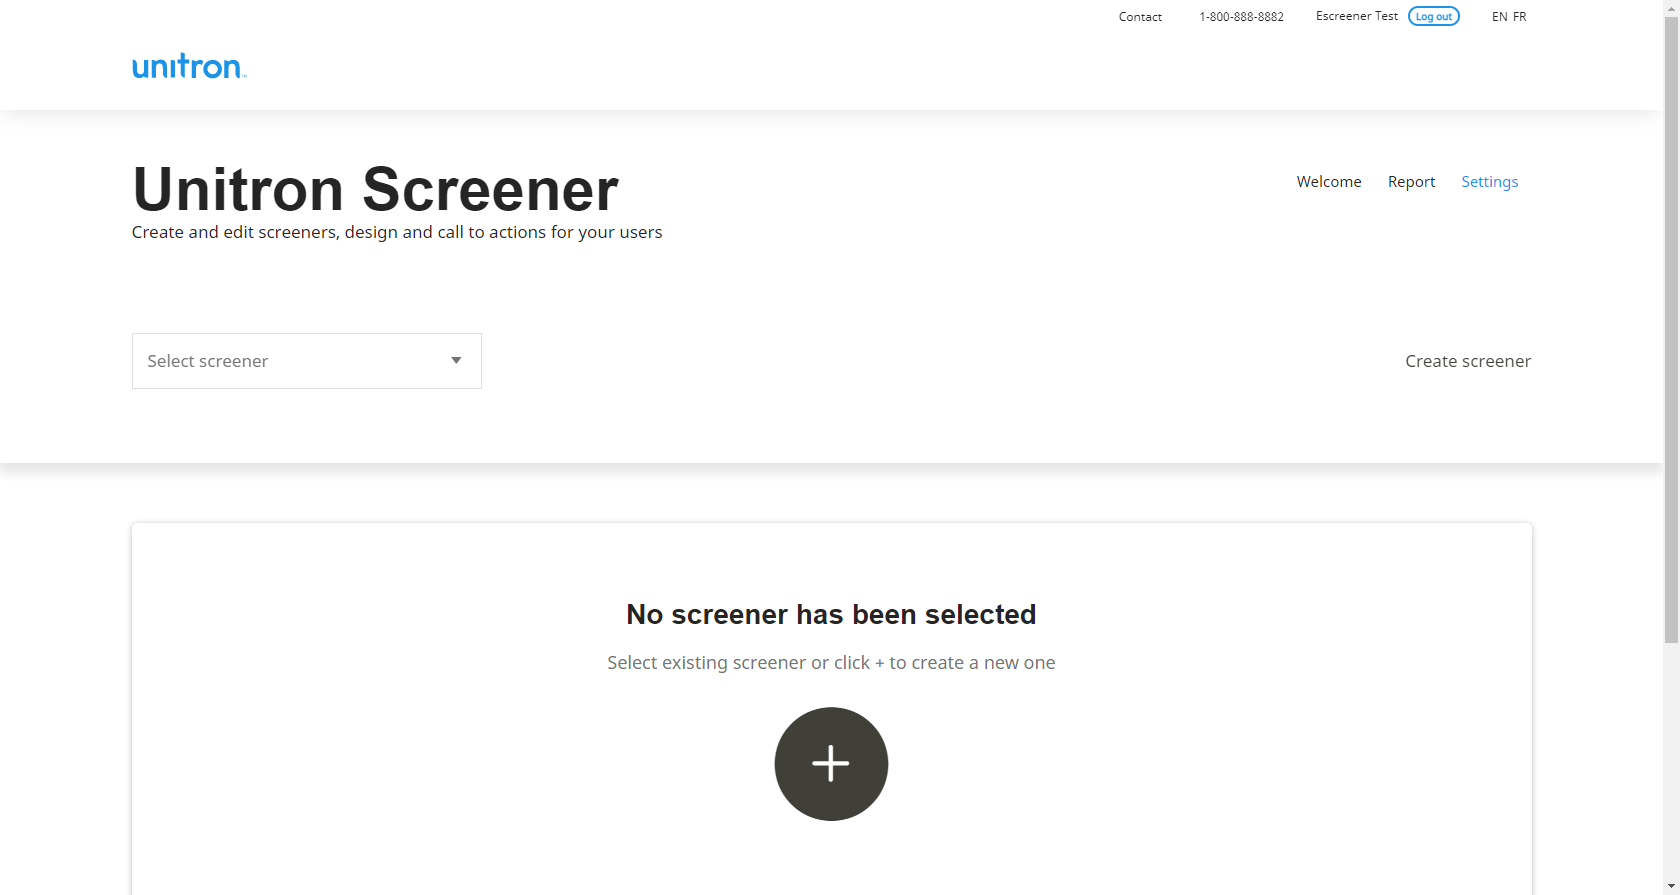 Contact 1-800-888-8882 Escreener Test Log out EN FR
unitron™
Unitron Screener
Welcome Report Settings
Create and edit screeners, design and call to actions for your users
Select screener
Create screener
No screener has been selected
Select existing screener or click + to create a new one